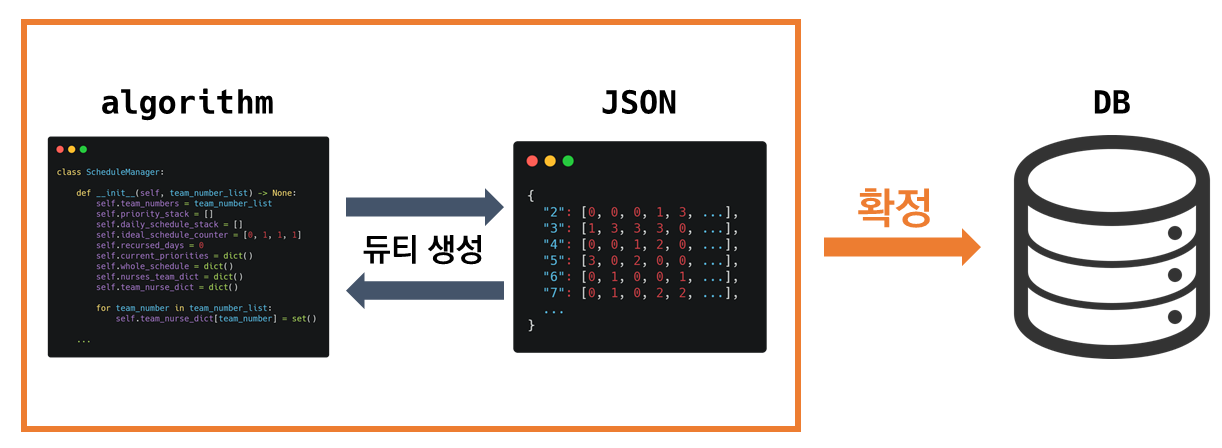 algorithm
class ScheduleManager:
def __init__(self, team_number_list) -> None:
self.team_numbers = team_number_list
self.priority_stack = []
self.daily_schedule_stack = []
self.ideal_schedule_counter = [0, 1, 1, 1]
self.recursed_days = 0
self.current_priorities = dict()
self.whole_schedule = dict()
self.nurses_team_dict = dict()
self.team_nurse_dict = dict()
for team_number in team_number_list:
self.team_nurse_dict[team_number] = set()
...
듀티 생성
JSON
{
"2": [0, 0, 0, 1, 3, ...],
"3": [1, 3, 3, 3, 0, ...],
"4": [0, 0, 1, 2, 0, ...],
"5": [3, 0, 2, 0, 0, ...],
"6": [0, 1, 0, 0, 1, ...],
"7": [0, 1, 0, 2, 2, ...],
...
}
확정
DB